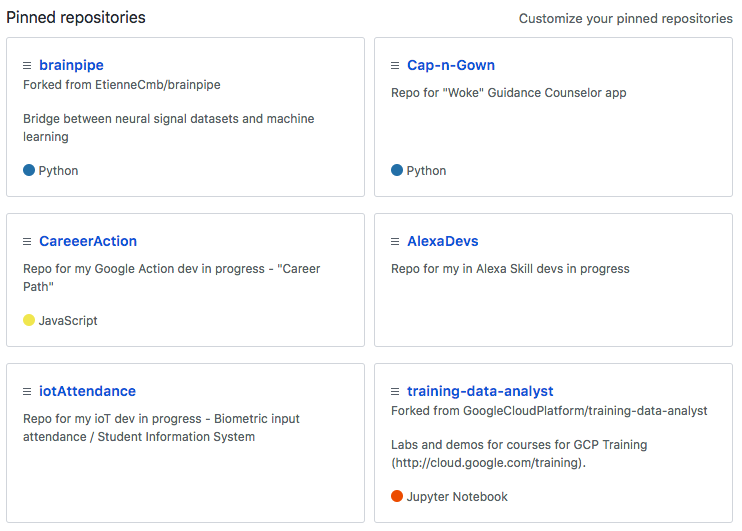 Pinned repositories
Customize your pinned repositories
brainpipe
Forked from EtienneCmb/brainpipe
Bridge between neural signal datasets and machine
learning
Python
Cap-n-Gown
Repo for "Woke" Guidance Counselor app
Python
CareeerAction
Repo for my Google Action dev in progress - "Career
Path"
JavaScript
AlexaDevs
Repo for my in Alexa Skill devs in progress
iotAttendance
Repo for my ioT dev in progress - Biometric input
attendance / Student Information System
training-data-analyst
Forked from GoogleCloudPlatform/training-data-analyst
Labs and demos for courses for GCP Training
(http://cloud.google.com/training).
Jupyter Notebook